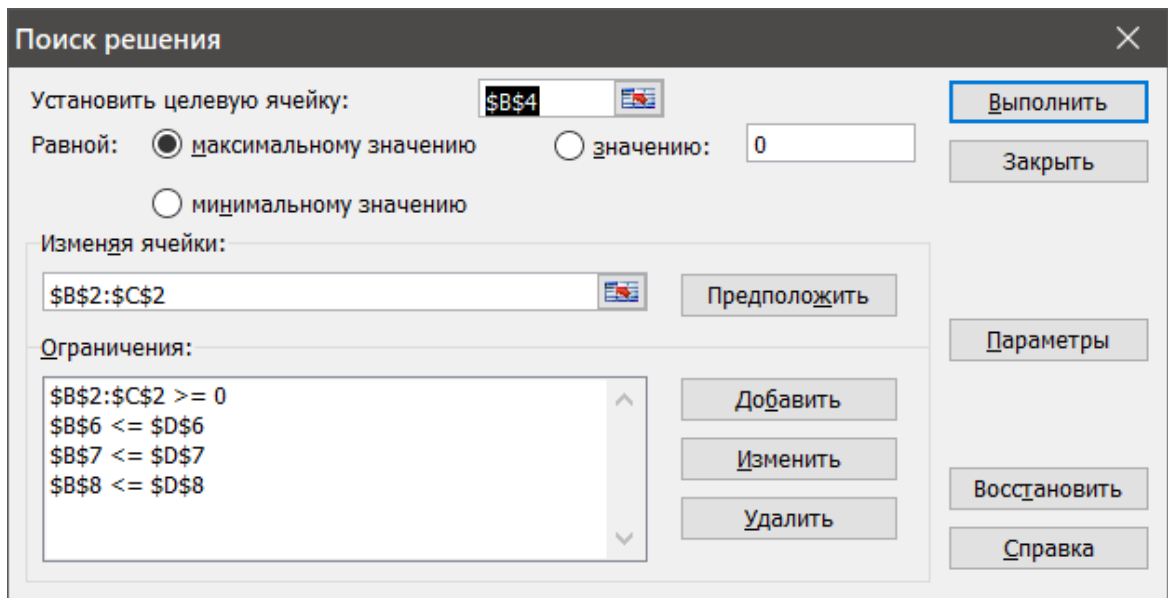 Поиск решения
Установить целевую ячейку: $B$4 Выполнить
Равной: максимальному значению значению: 0
Закрыть
минимальному значению
Изменяя ячейки:
$B$2:$C$2 Предположить
Параметры
Ограничения:
$B$2:$C$2 >= 0
$B$6 <= $D$6
$B$7 <= $D$7
$B$8 <= $D$8
Добавить
Изменить
Удалить
Восстановить
Справка